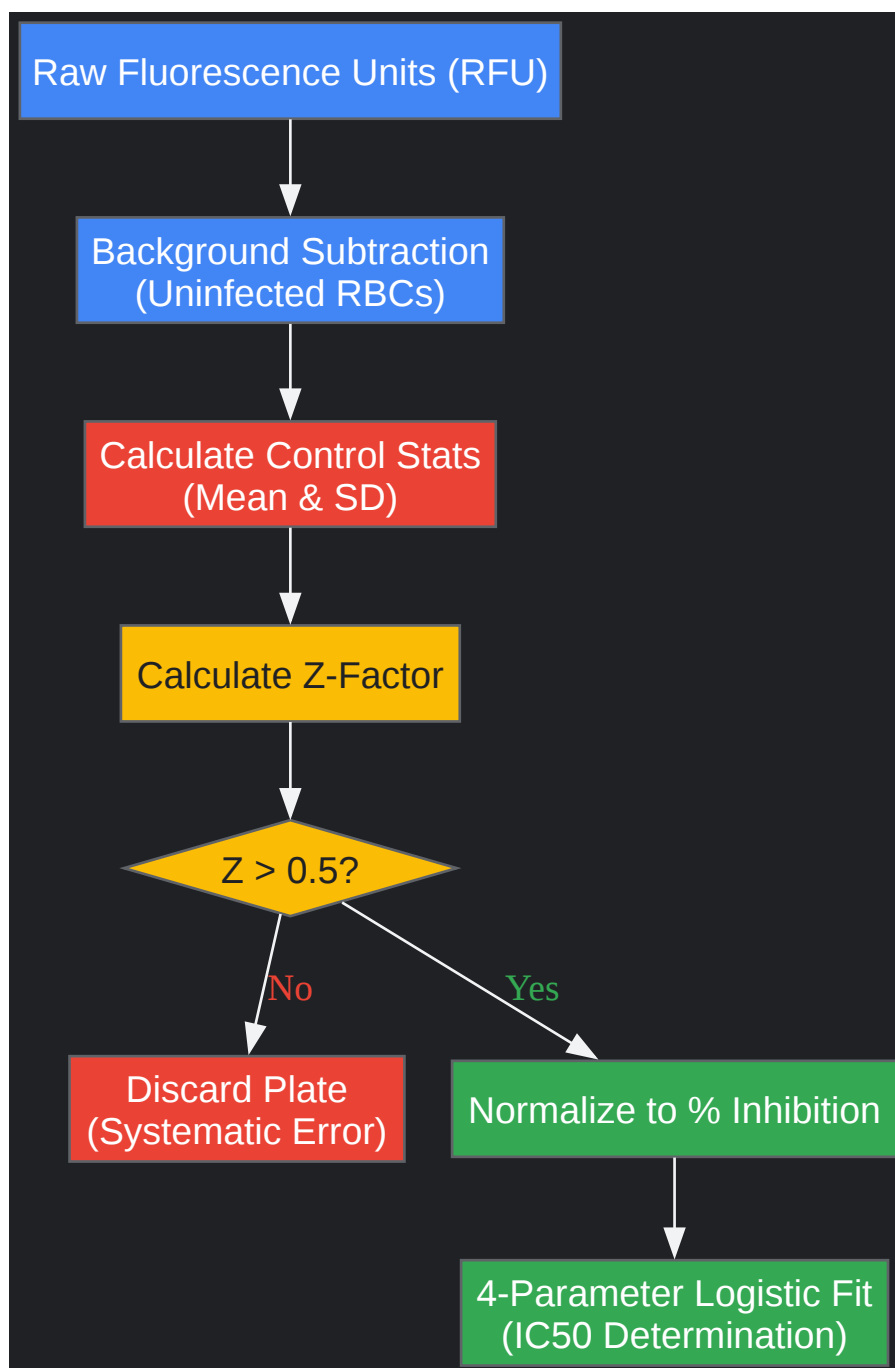 Raw Fluorescence Units (RFU)
Background Subtraction
(Uninfected RBCs)
Calculate Control Stats
(Mean & SD)
Calculate Z-Factor
Z > 0.5?
No
Yes
Discard Plate
(Systematic Error)
Normalize to % Inhibition
4-Parameter Logistic Fit
(IC50 Determination)